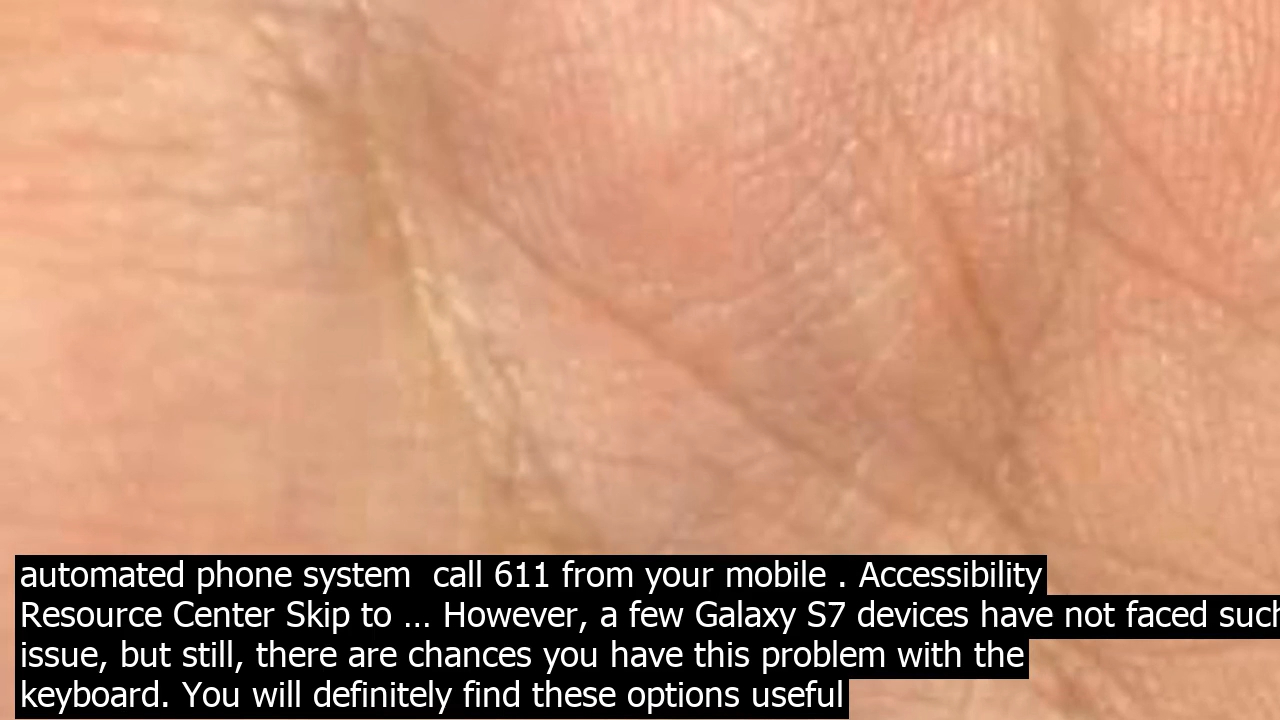 automated phone system  call 611 from your mobile . Accessibility
Resource Center Skip to ... However, a few Galaxy S7 devices have not faced such
issue, but still, there are chances you have this problem with the
keyboard. You will definitely find these options useful